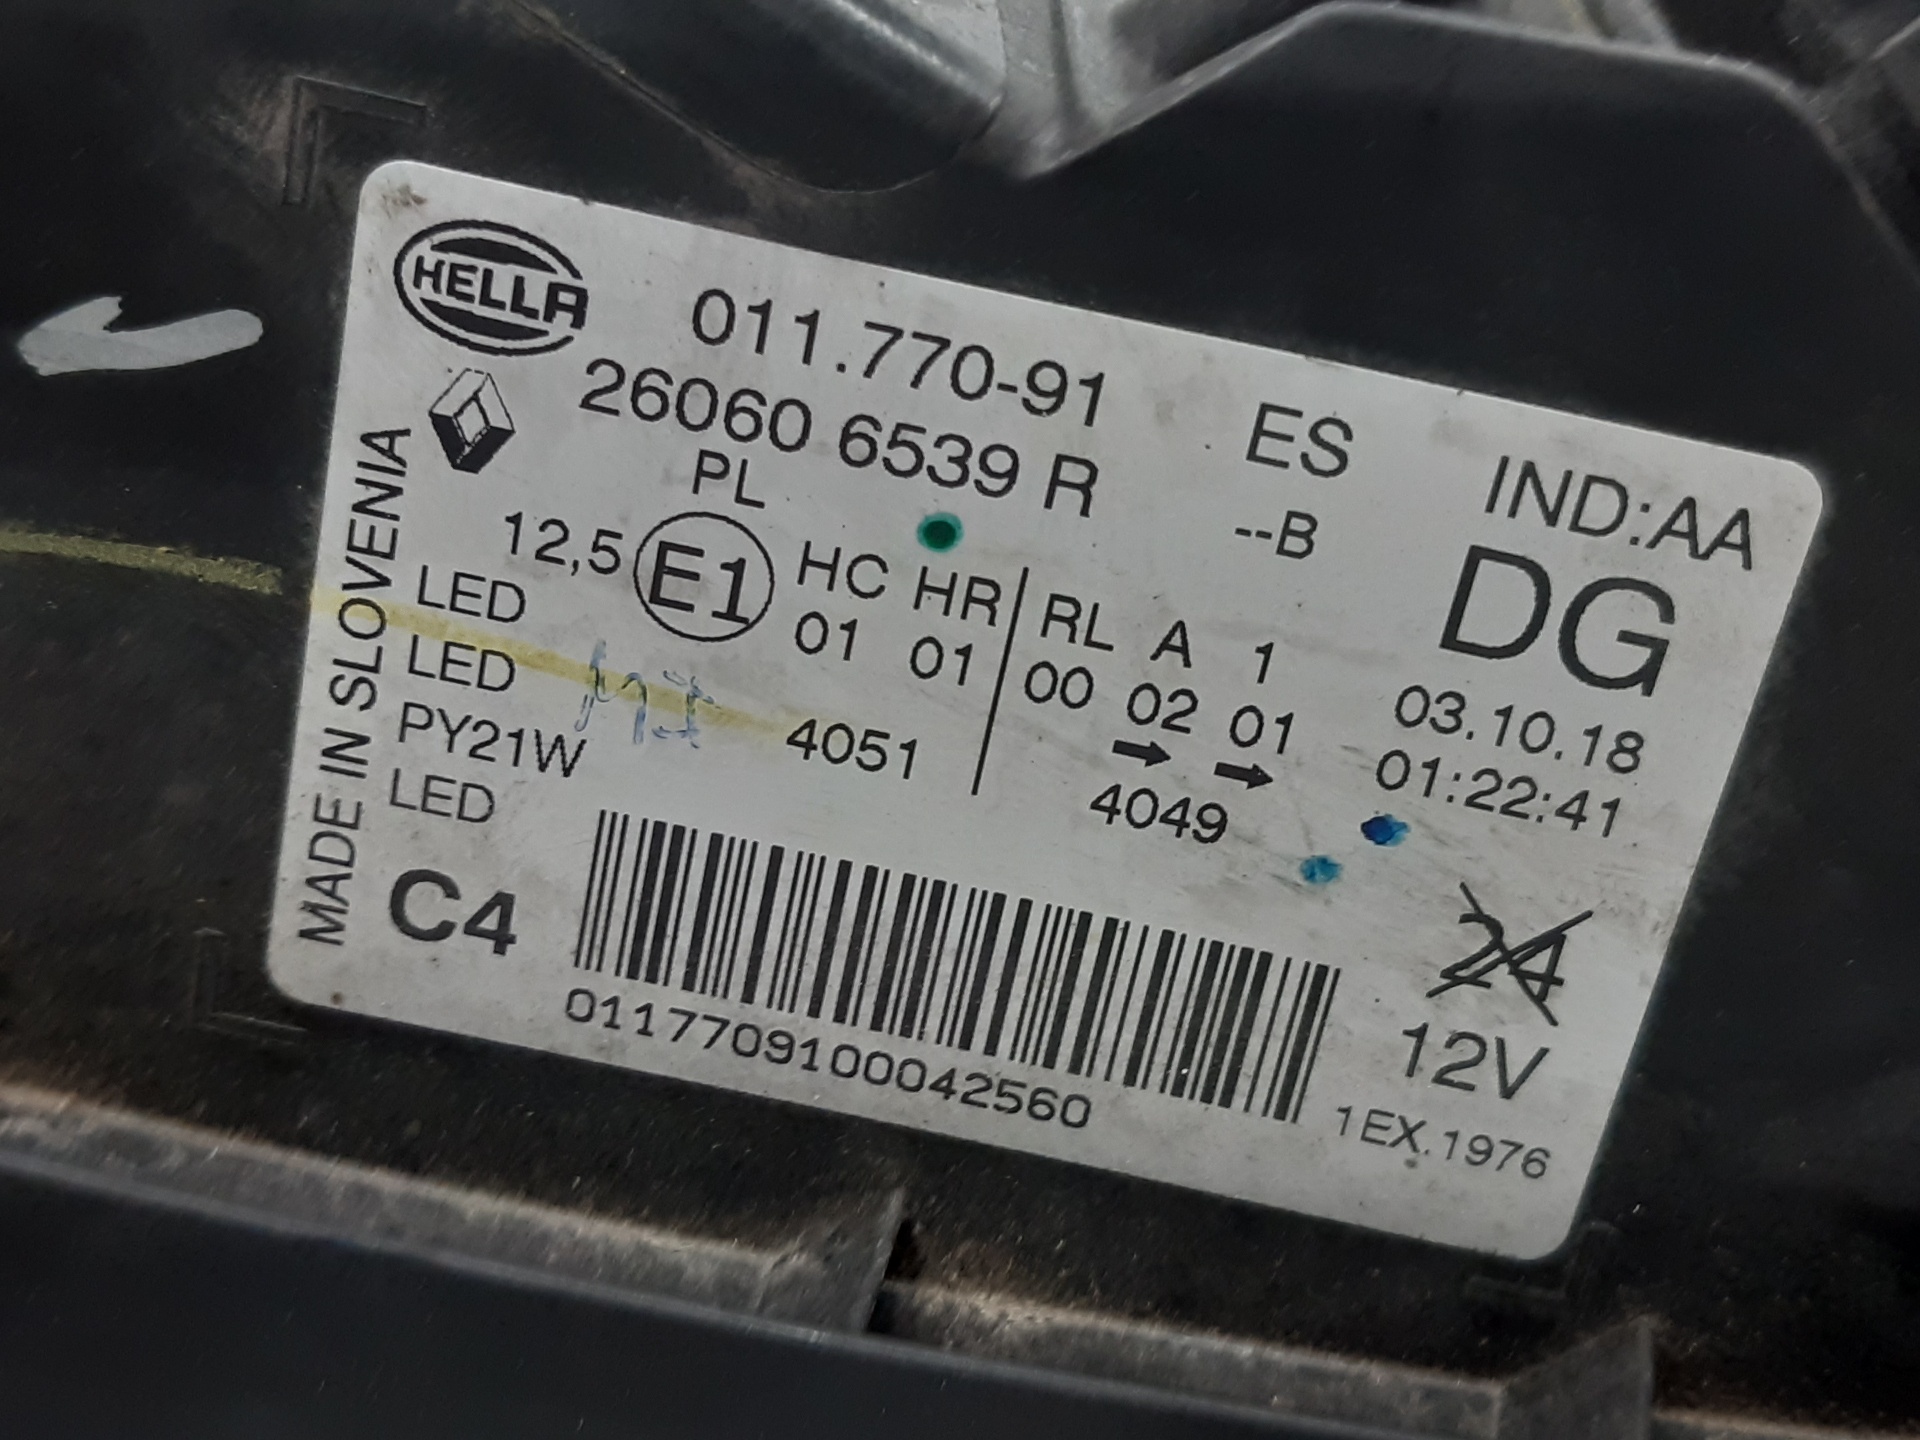 HELLA
011.770-91 ES IND:AA
26060 6539 R --B DG
PL
12,5 E1 HC HR RL A 1
LED 01 01 00 02 01 03.10.18
LED → → 01:22:41
PY21W 4051 4049
LED
C4
24
12V
0117709100042560 1EX.1976
MADE IN SLOVENIA